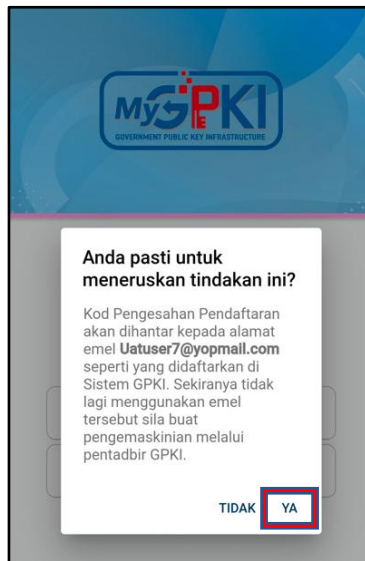 MyGPKI
GOVERNMENT PUBLIC KEY INFRASTRUCTURE
Anda pasti untuk
meneruskan tindakan ini?
Kod Pengesahan Pendaftaran
akan dihantar kepada alamat
emel Uatuser7@yopmail.com
seperti yang didaftarkan di
Sistem GPKI. Sekiranya tidak
lagi menggunakan emel
tersebut sila buat
pengemaskinian melalui
pentadbir GPKI.
TIDAK YA